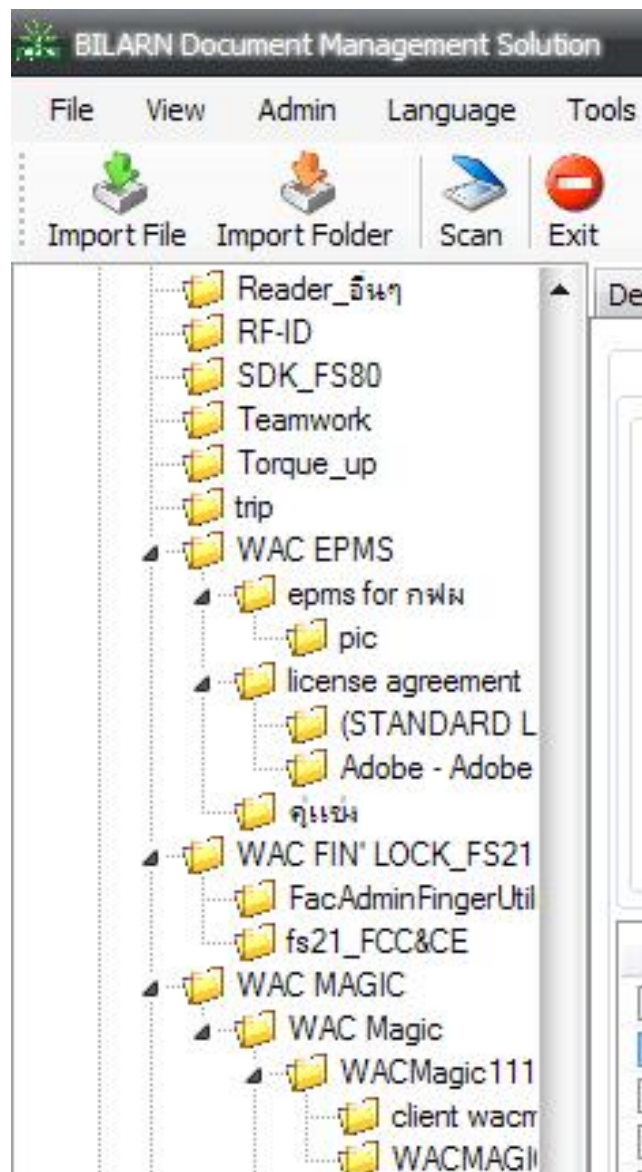 BILARN Document Management Solution
File View Admin Language Tools
Import File Import Folder Scan Exit
Reader_อื่นๆ
De
RF-ID
SDK_FS80
Teamwork
Torque_up
trip
WAC EPMS
epms for กฟผ
pic
license agreement
(STANDARD L
Adobe - Adobe
คู่แข่ง
WAC FIN' LOCK_FS21
FacAdminFingerUtil
fs21_FCC&CE
WAC MAGIC
WAC Magic
WACMagic111
client wacm
WACMAGI